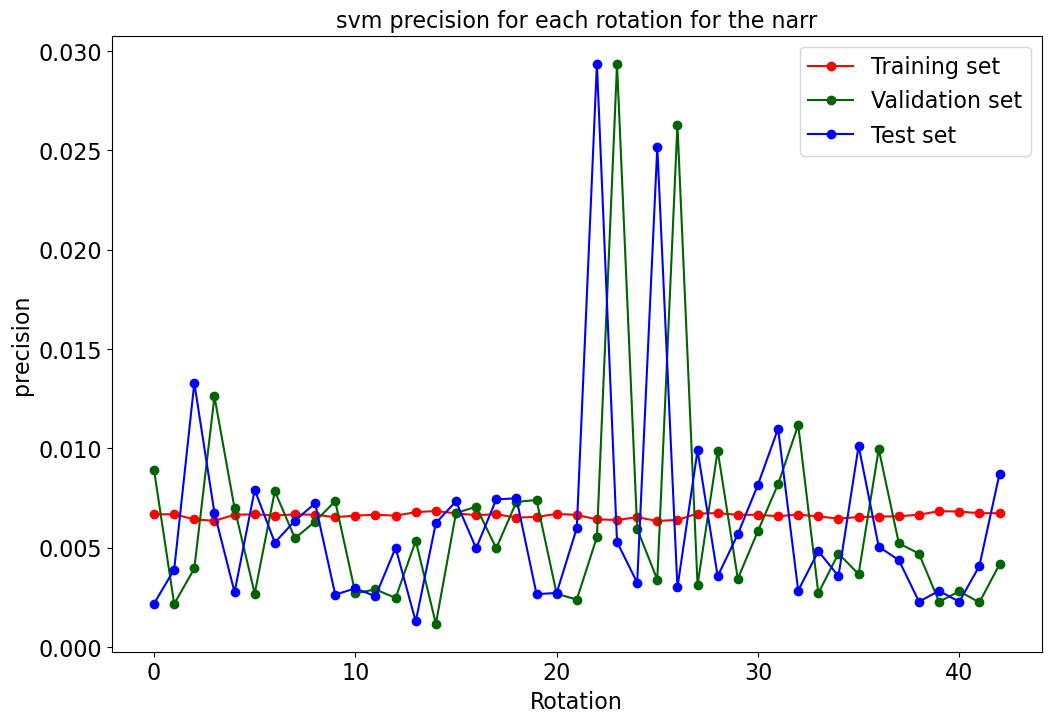 svm precision for each rotation for the narr
0.030
0.025
0.020
0.015
0.010
0.005
0.000
precision
Training set
Validation set
Test set
0
10
20
30
40
Rotation